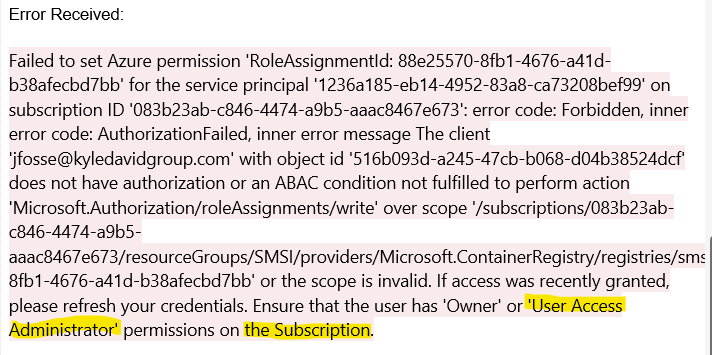 Error Received:
Failed to set Azure permission 'RoleAssignmentId: 88e25570-8fb1-4676-a41d-
b38afecbd7bb' for the service principal '1236a185-eb14-4952-83a8-ca73208bef99' on
subscription ID '083b23ab-c846-4474-a9b5-aaac8467e673': error code: Forbidden, inner
error code: AuthorizationFailed, inner error message The client
'jfosse@kyledavidgroup.com' with object id '516b093d-a245-47cb-b068-d04b38524dcf'
does not have authorization or an ABAC condition not fulfilled to perform action
'Microsoft.Authorization/roleAssignments/write' over scope '/subscriptions/083b23ab-
c846-4474-a9b5-
aaac8467e673/resourceGroups/SMSI/providers/Microsoft.ContainerRegistry/registries/sms
8fb1-4676-a41d-b38afecbd7bb' or the scope is invalid. If access was recently granted,
please refresh your credentials. Ensure that the user has 'Owner' or 'User Access
Administrator' permissions on the Subscription.